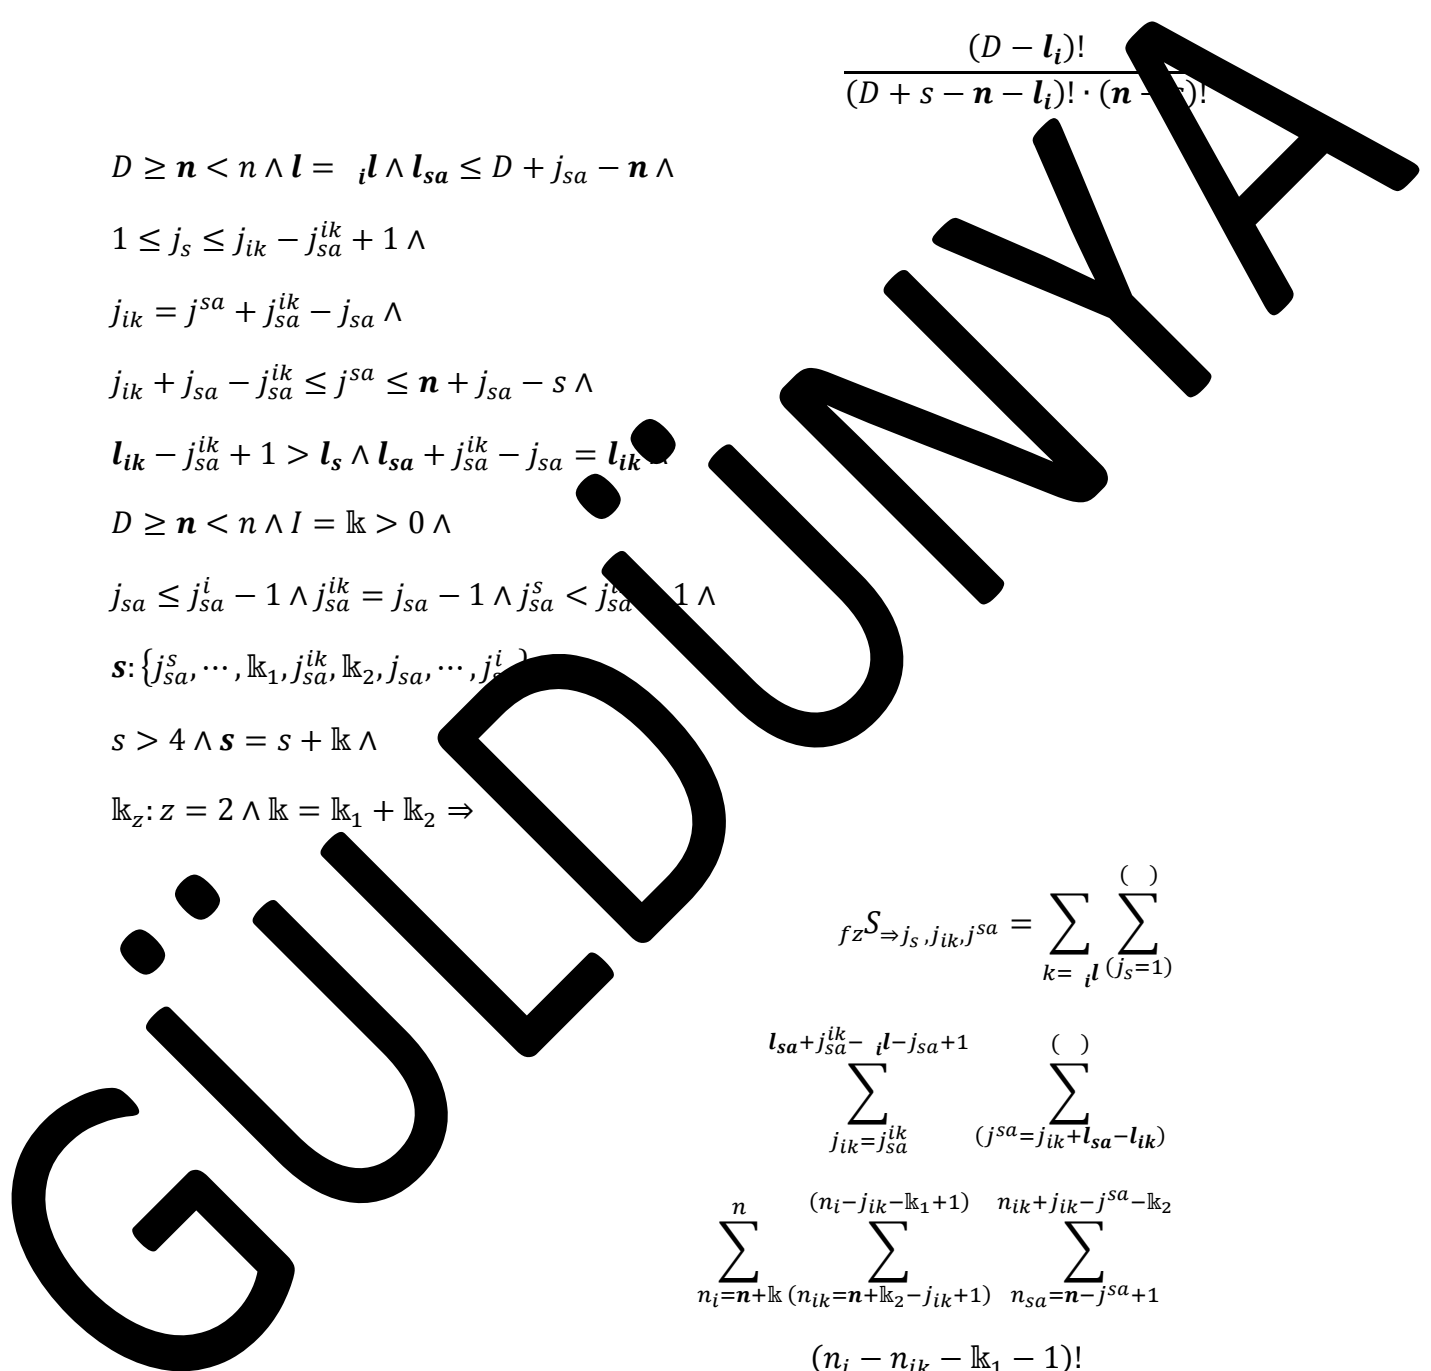 (D − l_i)!
(D + s − n − l_i)! · (n − s)!
D ≥ n < n ∧ l = _i l ∧ l_sa ≤ D + j_sa − n ∧
1 ≤ j_s ≤ j_ik − j_sa^ik + 1 ∧
j_ik = j^sa + j_sa^ik − j_sa ∧
j_ik + j_sa − j_sa^ik ≤ j^sa ≤ n + j_sa − s ∧
l_ik − j_sa^ik + 1 > l_s ∧ l_sa + j_sa^ik − j_sa = l_ik ∧
D ≥ n < n ∧ I = 𝕜 > 0 ∧
j_sa ≤ j_sa^i − 1 ∧ j_sa^ik = j_sa − 1 ∧ j_sa^s < j_sa 1 ∧
s: {j_sa^s, ⋯ , 𝕜_1, j_sa^ik, 𝕜_2, j_sa, ⋯ , j^i }
s > 4 ∧ s = s + 𝕜 ∧
𝕜_z: z = 2 ∧ 𝕜 = 𝕜_1 + 𝕜_2 ⇒
( )
_fz S_⇒j_s,j_ik,j^sa = ∑ ∑
k= _i l (j_s=1)
l_sa+j_sa^ik− _i l−j_sa+1 ( )
∑ ∑
j_ik=j_sa^ik (j^sa=j_ik+l_sa−l_ik)
n (n_i−j_ik−𝕜_1+1) n_ik+j_ik−j^sa−𝕜_2
∑ ∑ ∑
n_i=n+𝕜 (n_ik=n+𝕜_2−j_ik+1) n_sa=n−j^sa+1
(n_i − n_ik − 𝕜_1 − 1)!
GÜLDÜNYA